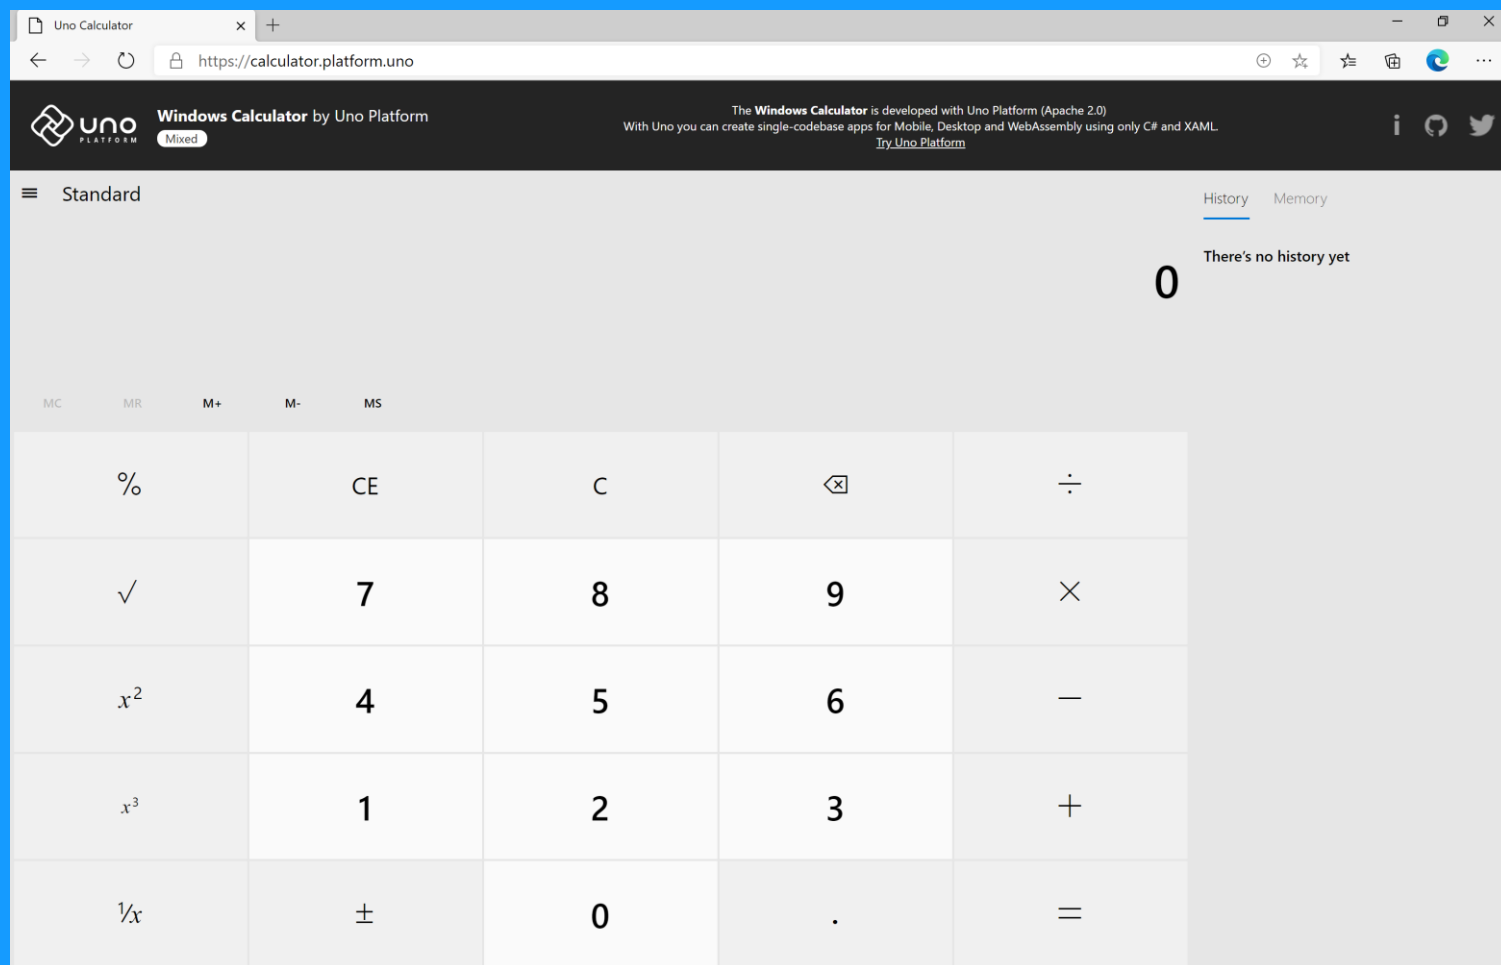 Uno Calculator
https://calculator.platform.uno
UNO
PLATFORM
Windows Calculator by Uno Platform
Mixed
The Windows Calculator is developed with Uno Platform (Apache 2.0)
With Uno you can create single-codebase apps for Mobile, Desktop and WebAssembly using only C# and XAML.
Try Uno Platform
Standard
History Memory
There's no history yet
0
MC MR M+ M- MS
% CE C ÷
√ 7 8 9 ×
x² 4 5 6 −
x³ 1 2 3 +
¹/x ± 0 . =